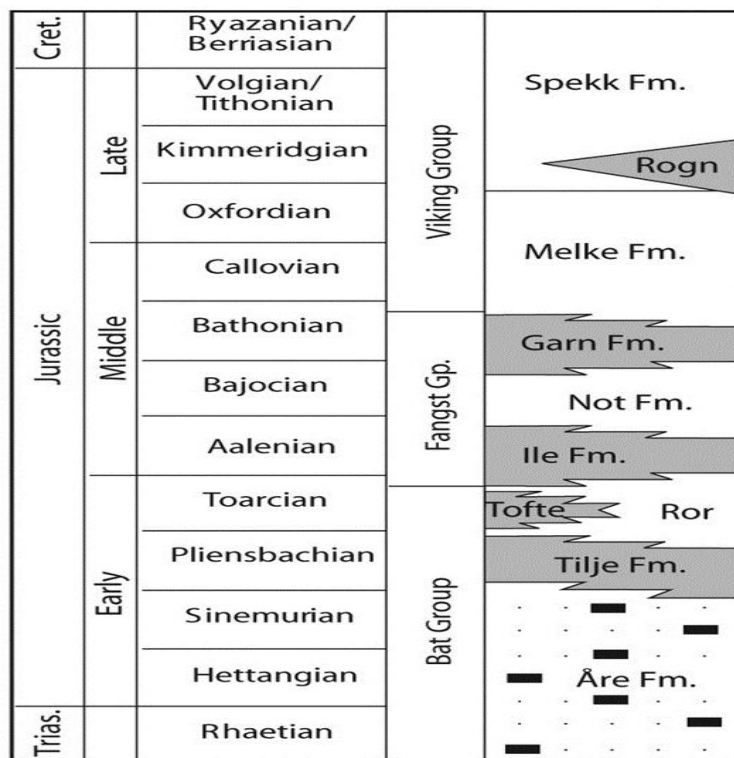 Cret.
Ryazanian/
Berriasian
Jurassic
Late
Volgian/
Tithonian
Kimmeridgian
Oxfordian
Middle
Callovian
Bathonian
Bajocian
Aalenian
Early
Toarcian
Pliensbachian
Sinemurian
Hettangian
Trias.
Rhaetian
Viking Group
Fangst Gp.
Bat Group
Spekk Fm.
Rogn
Melke Fm.
Garn Fm.
Not Fm.
Ile Fm.
Tofte
Ror
Tilje Fm.
Åre Fm.